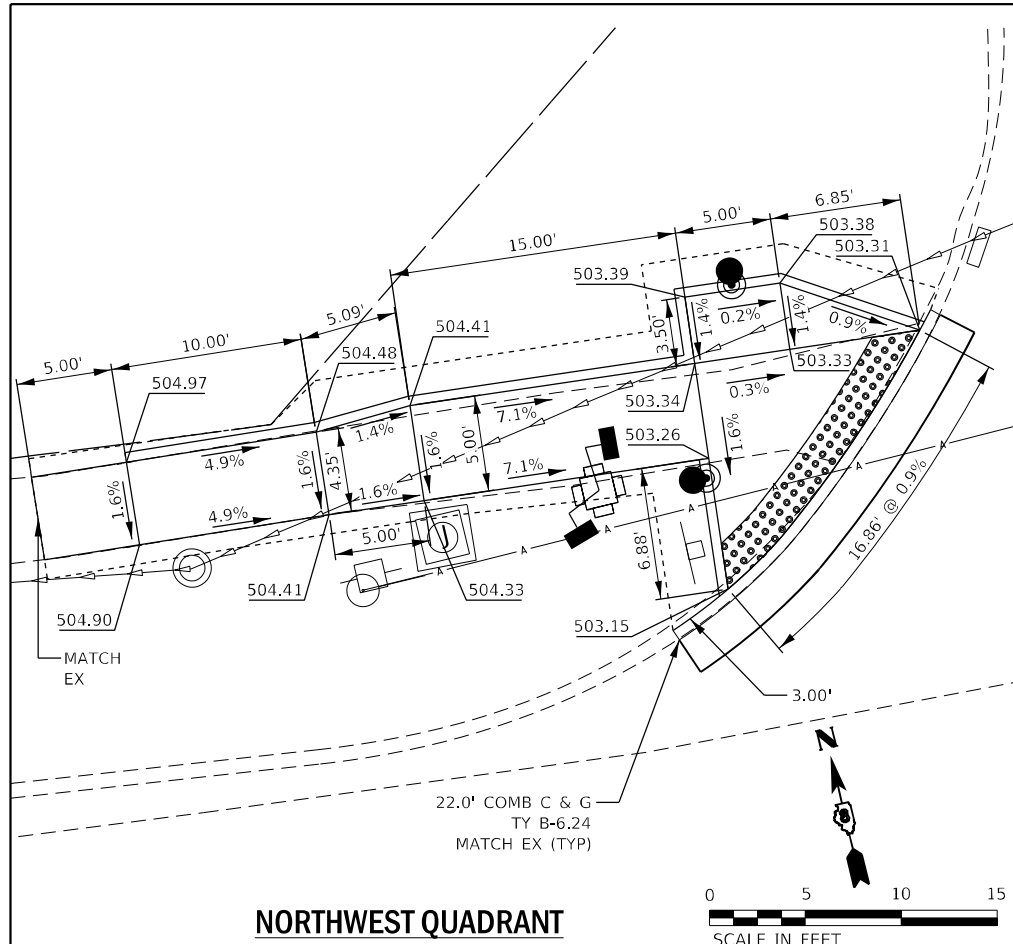 6.85'
5.00'
503.38
15.00'
503.31
503.39
5.09'
504.41
10.00'
1.4%
0.2%
1.4%
0.9%
5.00'
504.48
3.50'
503.33
504.97
503.34
0.3%
7.1%
1.4%
503.26
1.6%
4.9%
1.6%
4.35'
1.6%
5.00'
7.1%
1.6%
1.6%
4.9%
5.00'
6.88'
16.86' @ 0.9%
504.90
504.41
504.33
503.15
MATCH
EX
3.00'
N
8
22.0' COMB C & G
TY B-6.24
MATCH EX (TYP)
NORTHWEST QUADRANT
0 5 10 15
SCALE IN FEET
A
A
A
A
A
A